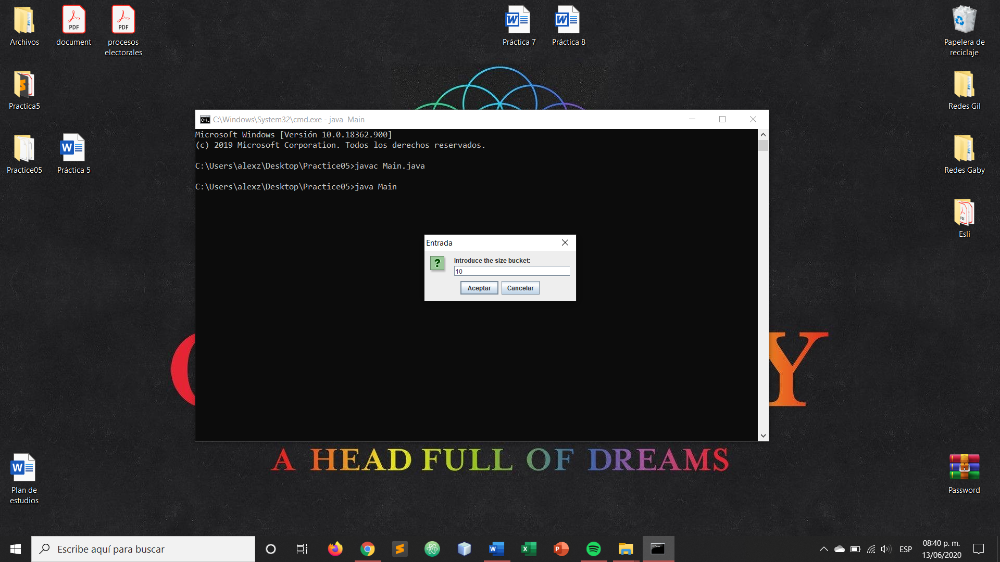 Archivos
document
procesos
electorales
Práctica 7
Práctica 8
Papelera de
reciclaje
Practica5
Redes Gil
Practice05
Práctica 5
Redes Gaby
Esli
C:\Windows\System32\cmd.exe - java  Main
Microsoft Windows [Versión 10.0.18362.900]
(c) 2019 Microsoft Corporation. Todos los derechos reservados.
C:\Users\alexz\Desktop\Practice05>javac Main.java
C:\Users\alexz\Desktop\Practice05>java Main
Entrada
Introduce the size bucket:
10
Aceptar
Cancelar
Y
A HEAD FULL OF DREAMS
Plan de
estudios
Password
Escribe aquí para buscar
ESP
08:40 p. m.
13/06/2020